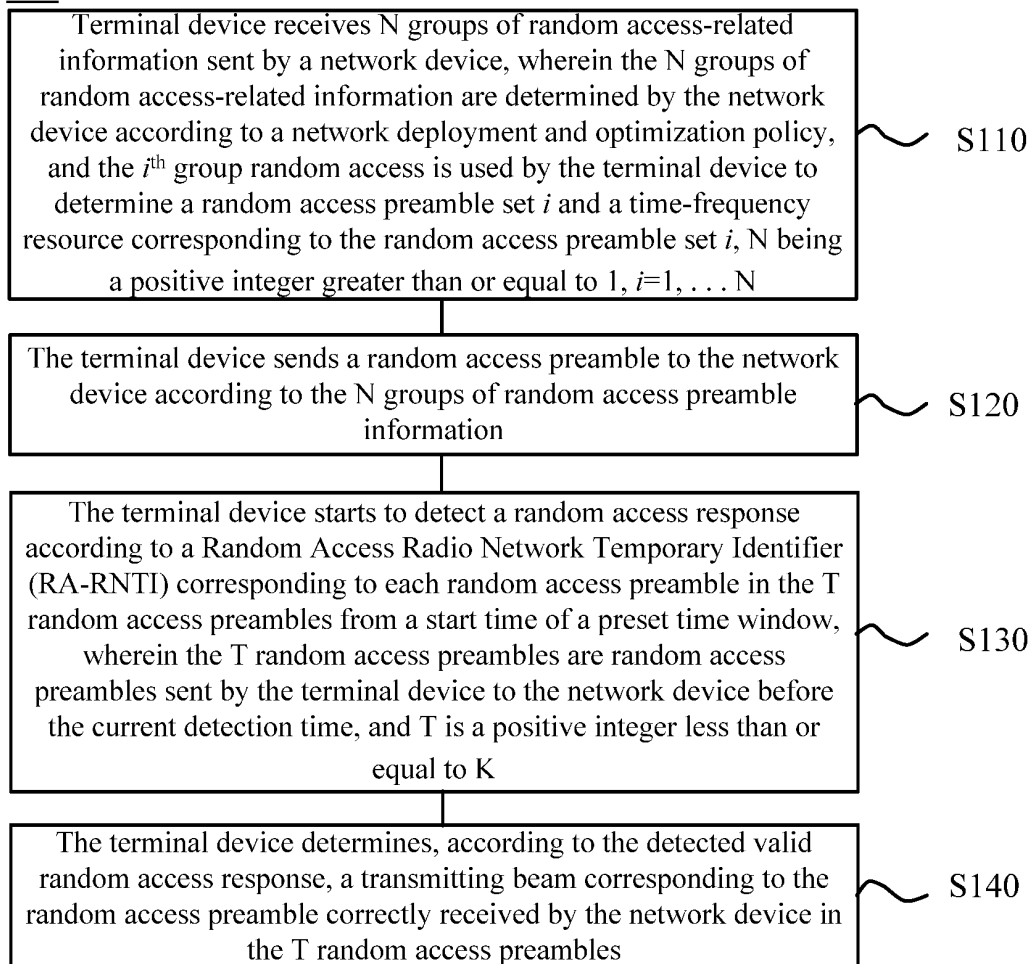 Terminal device receives N groups of random access-related
information sent by a network device, wherein the N groups of
random access-related information are determined by the network
device according to a network deployment and optimization policy,
and the ith group random access is used by the terminal device to
determine a random access preamble set i and a time-frequency
resource corresponding to the random access preamble set i, N being
a positive integer greater than or equal to 1, i=1, . . . N
S110
The terminal device sends a random access preamble to the network
device according to the N groups of random access preamble
information
S120
The terminal device starts to detect a random access response
according to a Random Access Radio Network Temporary Identifier
(RA-RNTI) corresponding to each random access preamble in the T
random access preambles from a start time of a preset time window,
wherein the T random access preambles are random access
preambles sent by the terminal device to the network device before
the current detection time, and T is a positive integer less than or
equal to K
S130
The terminal device determines, according to the detected valid
random access response, a transmitting beam corresponding to the
random access preamble correctly received by the network device in
the T random access preambles
S140